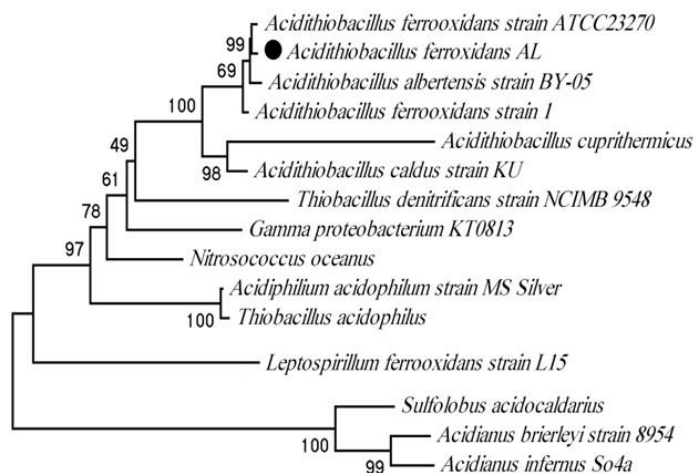 Acidithiobacillus ferrooxidans strain ATCC23270
99
Acidithiobacillus ferroxidans AL
69
Acidithiobacillus albertensis strain BY-05
100
Acidithiobacillus ferrooxidans strain 1
49
Acidithiobacillus cuprithermicus
98
Acidithiobacillus caldus strain KU
61
Thiobacillus denitrificans strain NCIMB 9548
78
Gamma proteobacterium KT0813
97
Nitrosococcus oceanus
Acidiphilium acidophilum strain MS Silver
100
Thiobacillus acidophilus
Leptospirillum ferrooxidans strain L15
Sulfolobus acidocaldarius
100
Acidianus brierleyi strain 8954
99
Acidianus infernus So4a